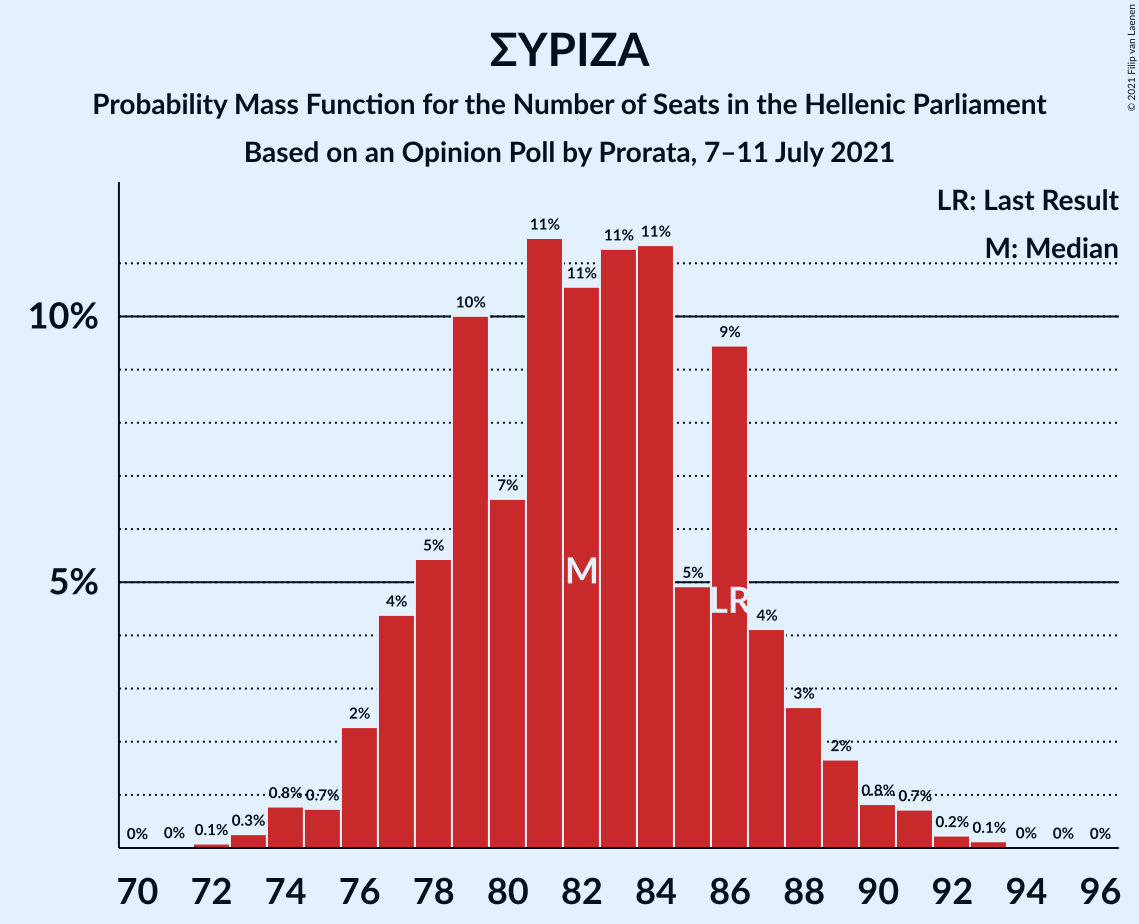 ΣΥΡΙΖΑ
Probability Mass Function for the Number of Seats in the Hellenic Parliament
Based on an Opinion Poll by Prorata, 7–11 July 2021
© 2021 Filip van Laenen
LR: Last Result
M: Median
10%
5%
0% 0% 0.1% 0.3% 0.8% 0.7% 2% 4% 5% 10% 7% 11% 11% 11% 11% 5% 9% 4% 3% 2% 0.8% 0.7% 0.2% 0.1% 0% 0% 0%
M
LR
70 72 74 76 78 80 82 84 86 88 90 92 94 96